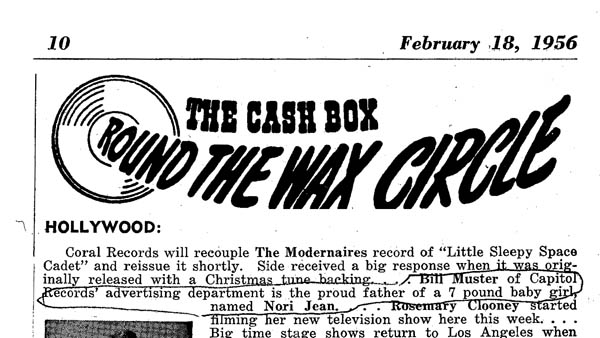 10
February 18, 1956
THE CASH BOX
ROUND THE WAX CIRCLE
HOLLYWOOD:
Coral Records will recouple The Modernaires record of "Little Sleepy Space
Cadet" and reissue it shortly. Side received a big response when it was orig-
inally released with a Christmas tune backing. . . . Bill Muster of Capitol
Records' advertising department is the proud father of a 7 pound baby girl,
named Nori Jean. . . . Rosemary Clooney started
filming her new television show here this week. . . .
Big time stage shows return to Los Angeles when